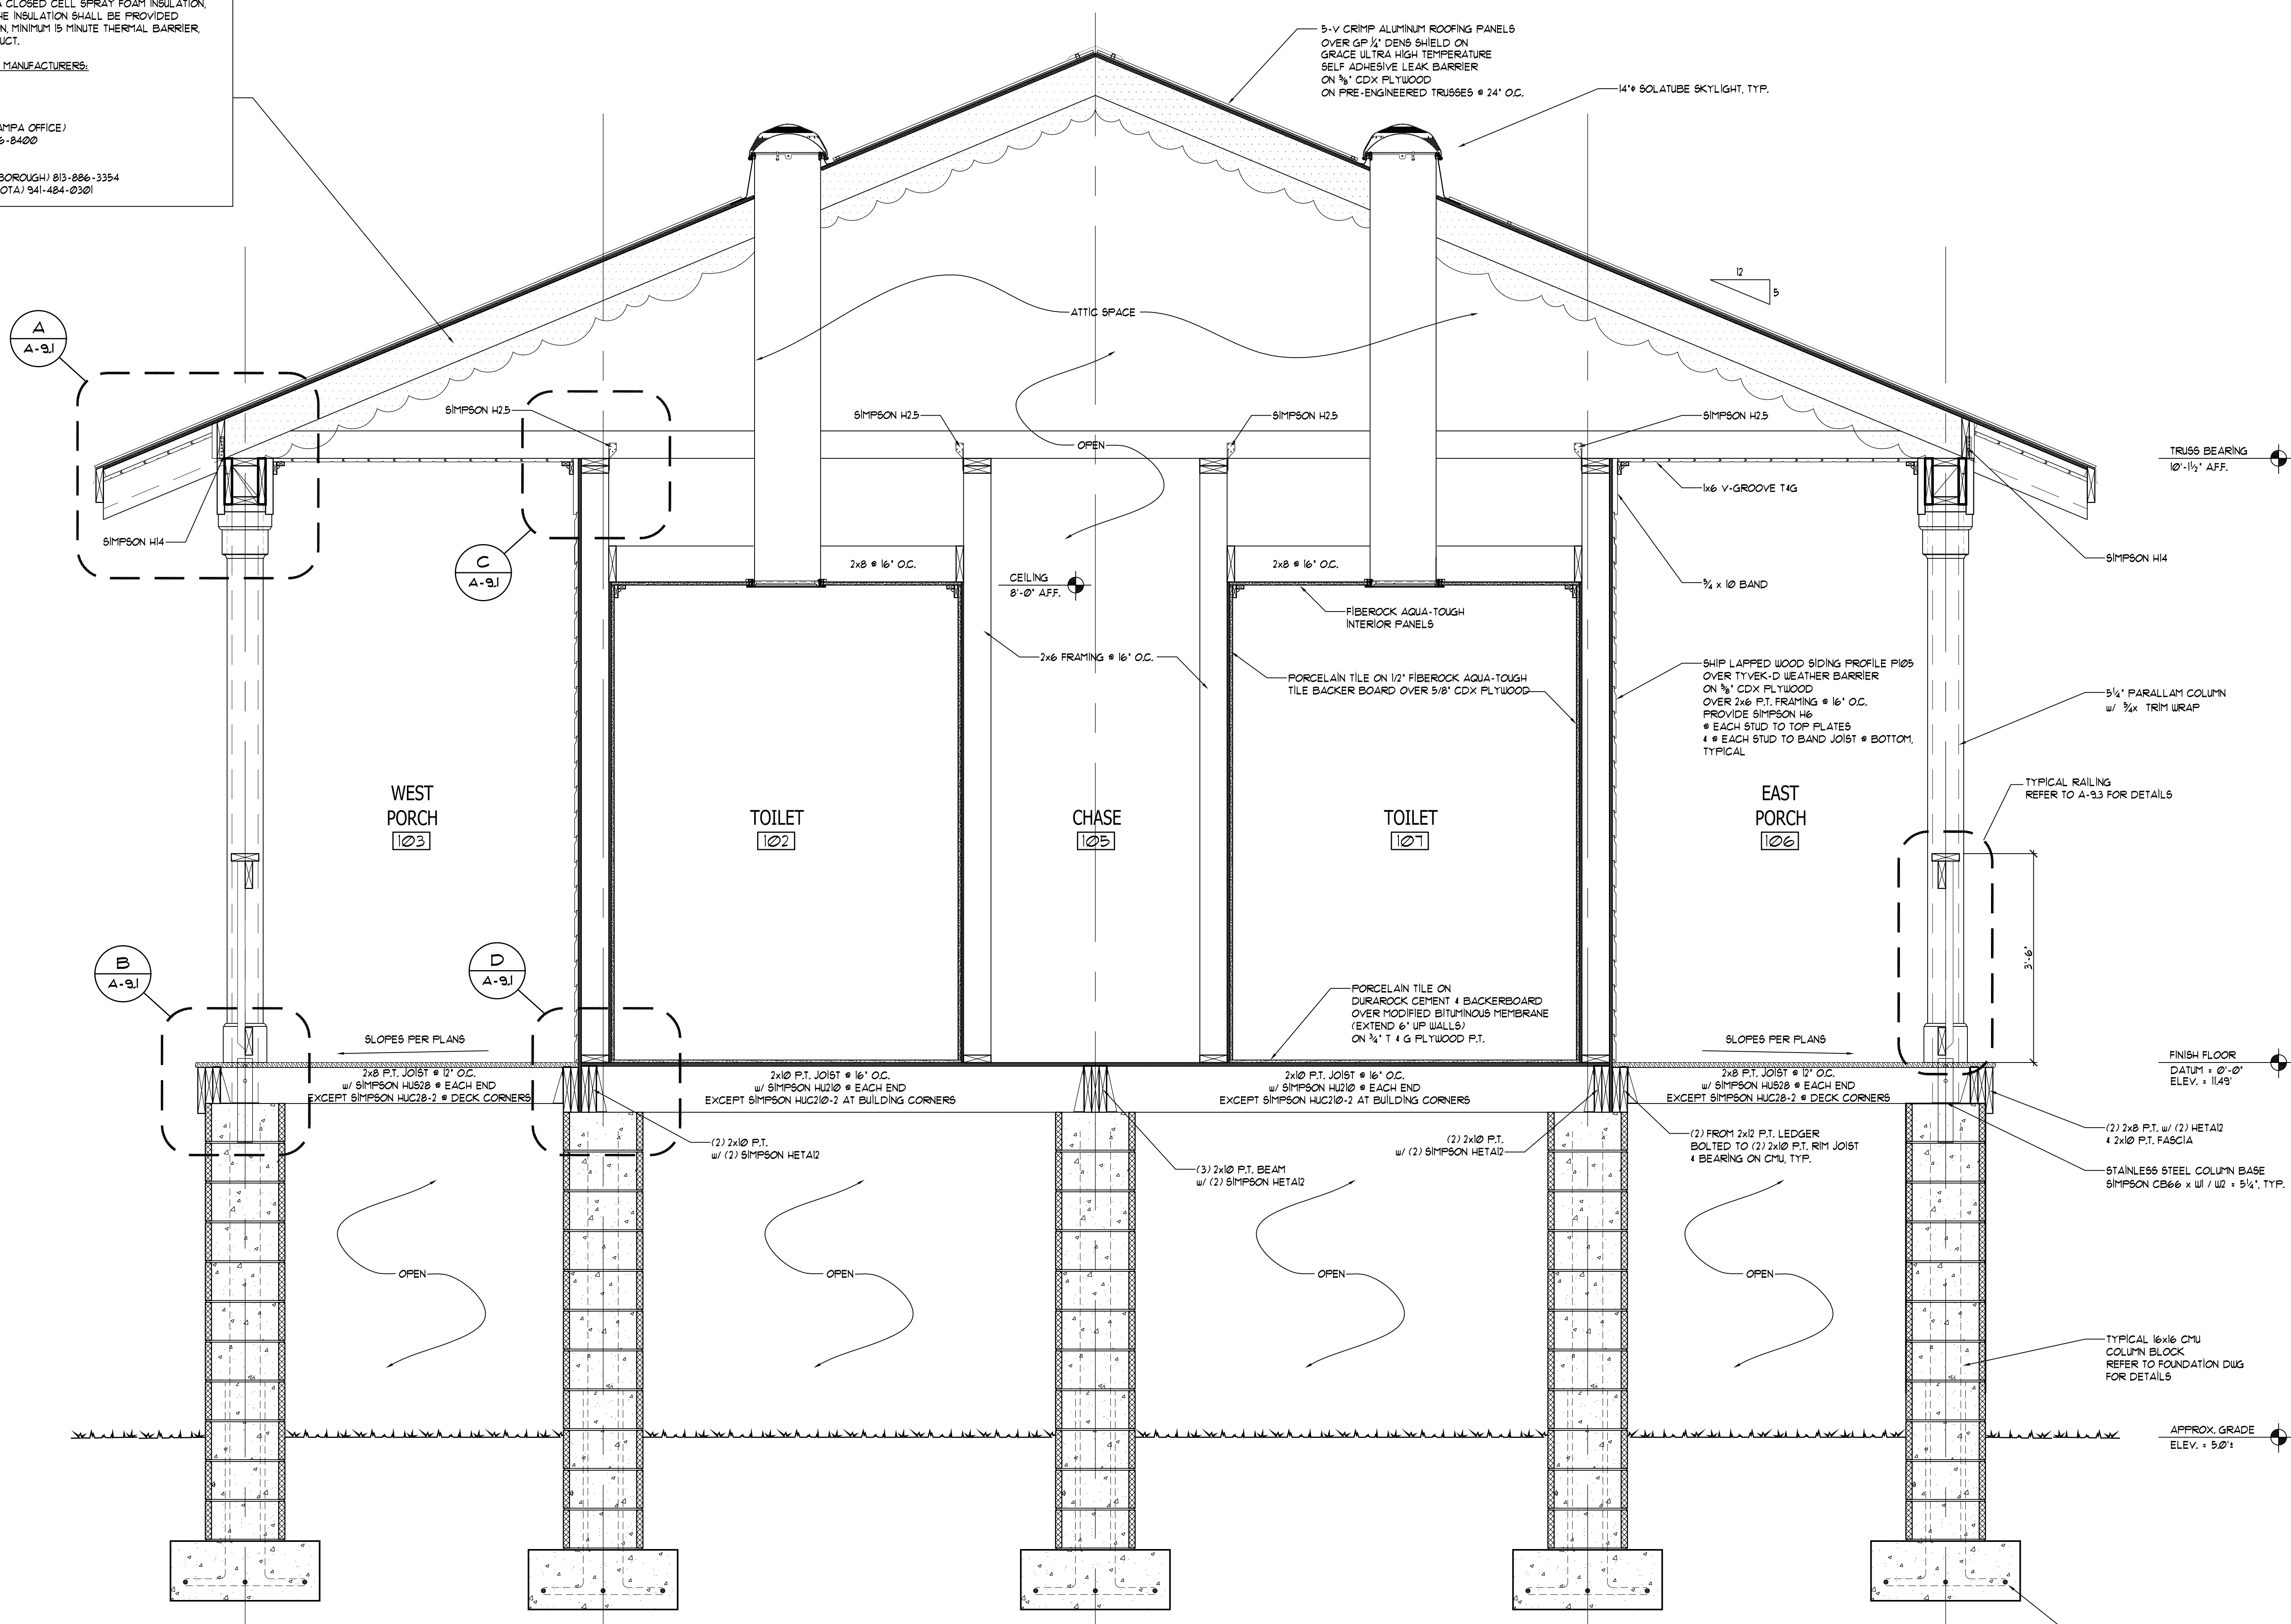 A CLOSED CELL SPRAY FOAM INSULATION,
HE INSULATION SHALL BE PROVIDED
N, MINIMUM 15 MINUTE THERMAL BARRIER,
UCT.
MANUFACTURERS:
AMPA OFFICE)
6-8400
BOROUGH) 813-886-3354
OTA) 941-484-0301
5-V CRIMP ALUMINUM ROOFING PANELS
OVER GP 1/4" DENS SHIELD ON
GRACE ULTRA HIGH TEMPERATURE
SELF ADHESIVE LEAK BARRIER
ON 5/8" CDX PLYWOOD
ON PRE-ENGINEERED TRUSSES @ 24" O.C.
14"ø SOLATUBE SKYLIGHT, TYP.
12
5
ATTIC SPACE
A
A-9.1
SIMPSON H2.5
SIMPSON H2.5
SIMPSON H2.5
SIMPSON H2.5
OPEN
TRUSS BEARING
10'-1 1/2" A.F.F.
1x6 V-GROOVE T&G
SIMPSON H14
SIMPSON H14
C
A-9.1
2x8 @ 16" O.C.
2x8 @ 16" O.C.
CEILING
8'-0" A.F.F.
5/4 x 10 BAND
FIBEROCK AQUA-TOUGH
INTERIOR PANELS
2x6 FRAMING @ 16" O.C.
PORCELAIN TILE ON 1/2" FIBEROCK AQUA-TOUGH
TILE BACKER BOARD OVER 5/8" CDX PLYWOOD
SHIP LAPPED WOOD SIDING PROFILE P105
OVER TYVEK-D WEATHER BARRIER
ON 5/8" CDX PLYWOOD
OVER 2x6 P.T. FRAMING @ 16" O.C.
PROVIDE SIMPSON H6
@ EACH STUD TO TOP PLATES
& @ EACH STUD TO BAND JOIST @ BOTTOM,
TYPICAL
5 1/4" PARALLAM COLUMN
w/ 5/4x TRIM WRAP
TYPICAL RAILING
REFER TO A-9.3 FOR DETAILS
WEST
PORCH
103
TOILET
102
CHASE
105
TOILET
107
EAST
PORCH
106
3'-6"
B
A-9.1
D
A-9.1
PORCELAIN TILE ON
DURAROCK CEMENT & BACKERBOARD
OVER MODIFIED BITUMINOUS MEMBRANE
(EXTEND 6" UP WALLS)
ON 3/4" T & G PLYWOOD P.T.
SLOPES PER PLANS
SLOPES PER PLANS
FINISH FLOOR
DATUM = 0'-0"
ELEV. = 11.49'
2x8 P.T. JOIST @ 12" O.C.
w/ SIMPSON HUS28 @ EACH END
EXCEPT SIMPSON HUC28-2 @ DECK CORNERS
2x10 P.T. JOIST @ 16" O.C.
w/ SIMPSON HU210 @ EACH END
EXCEPT SIMPSON HUC210-2 AT BUILDING CORNERS
2x10 P.T. JOIST @ 16" O.C.
w/ SIMPSON HU210 @ EACH END
EXCEPT SIMPSON HUC210-2 AT BUILDING CORNERS
2x8 P.T. JOIST @ 12" O.C.
w/ SIMPSON HUS28 @ EACH END
EXCEPT SIMPSON HUC28-2 @ DECK CORNERS
(2) 2x10 P.T.
w/ (2) SIMPSON HETA12
(3) 2x10 P.T. BEAM
w/ (2) SIMPSON HETA12
(2) 2x10 P.T.
w/ (2) SIMPSON HETA12
(2) FROM 2x12 P.T. LEDGER
BOLTED TO (2) 2x10 P.T. RIM JOIST
& BEARING ON CMU, TYP.
(2) 2x8 P.T. w/ (2) HETA12
& 2x10 P.T. FASCIA
STAINLESS STEEL COLUMN BASE
SIMPSON CB66 x W1 / W2 = 5 1/4", TYP.
OPEN
OPEN
OPEN
OPEN
TYPICAL 16x16 CMU
COLUMN BLOCK
REFER TO FOUNDATION DWG
FOR DETAILS
APPROX. GRADE
ELEV. = 5.0'±